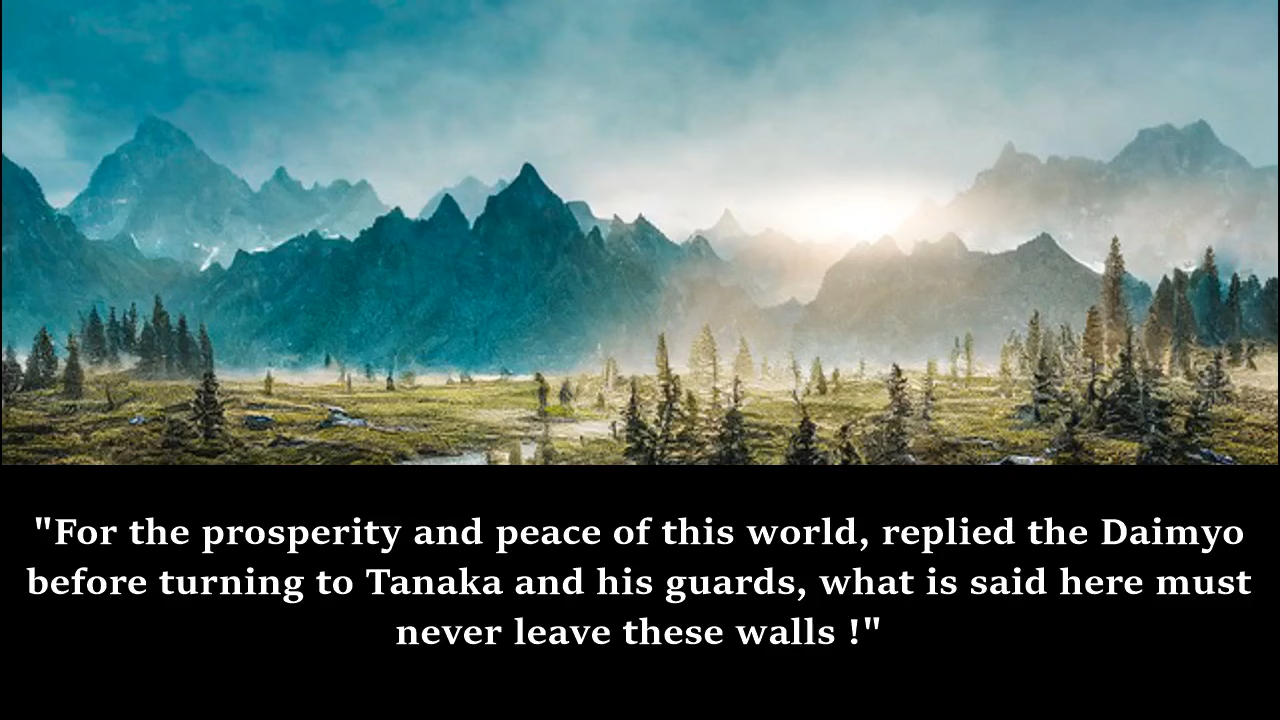 "For the prosperity and peace of this world, replied the Daimyo
before turning to Tanaka and his guards, what is said here must
never leave these walls !"